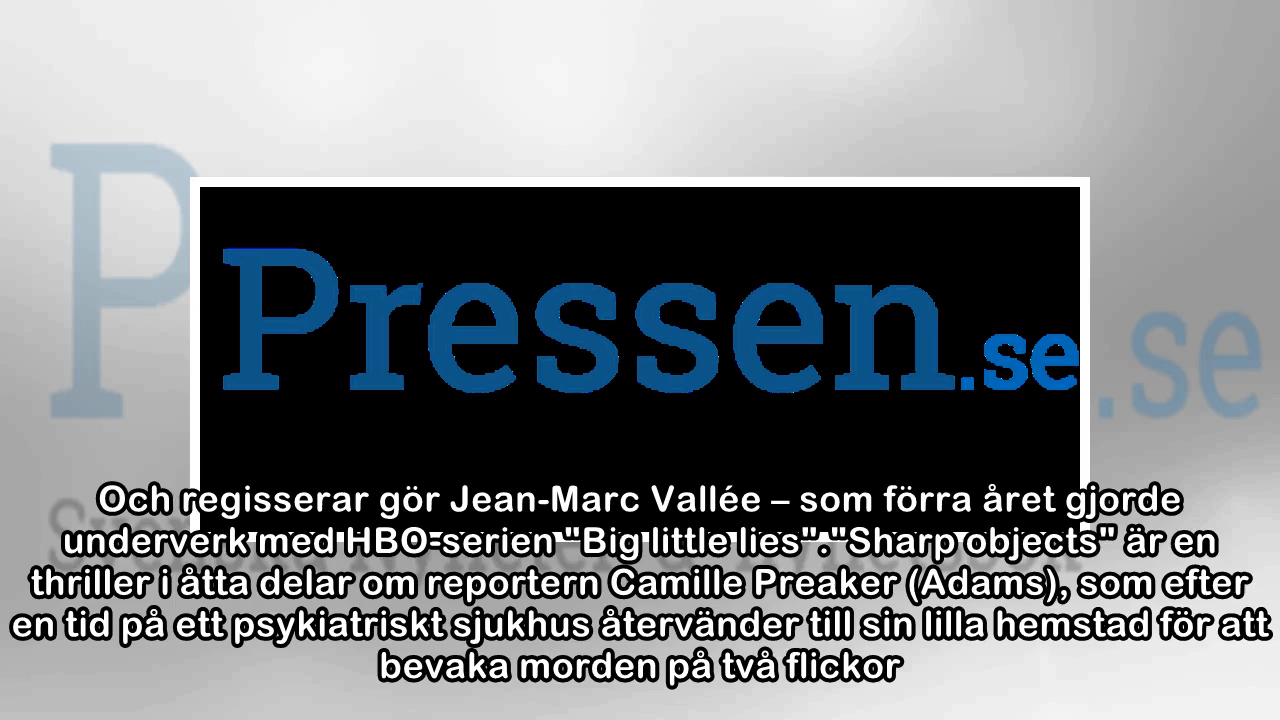 P
Pressen.se
.se
Och regisserar gör Jean-Marc Vallée – som förra året gjorde
underverk med HBO-serien "Big little lies"."Sharp objects" är en
thriller i åtta delar om reportern Camille Preaker (Adams), som efter
en tid på ett psykiatriskt sjukhus återvänder till sin lilla hemstad för att
bevaka morden på två flickor